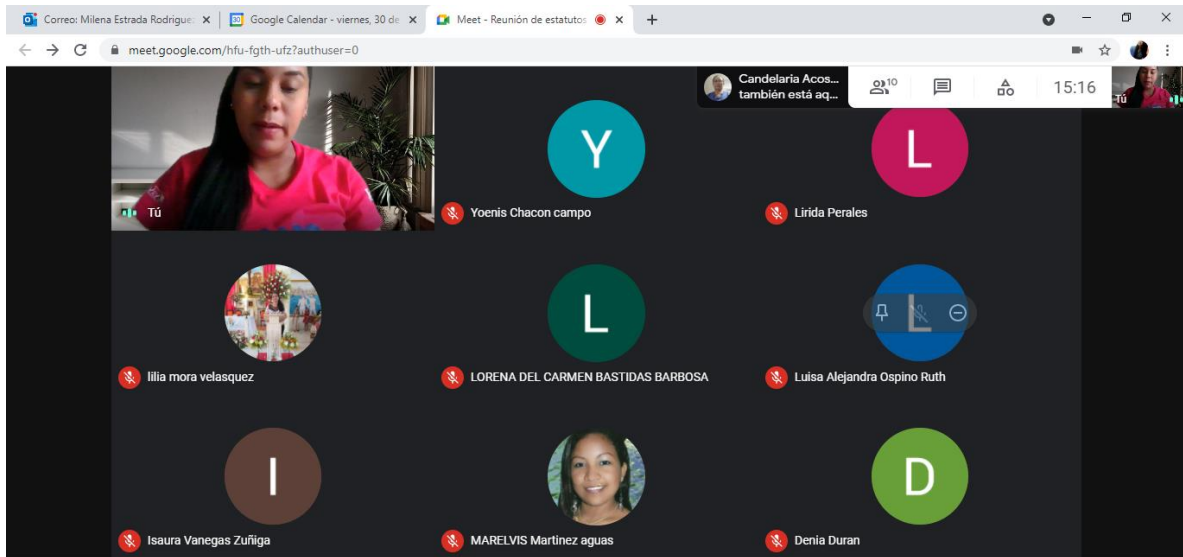 Correo: Milena Estrada Rodrigue
Google Calendar - viernes, 30 de
Meet - Reunión de estatutos
meet.google.com/hfu-fgth-ufz?authuser=0
Candelaria Acos...
también está aq...
10
15:16
Tú
Tú
Y
Yoenis Chacon campo
L
Lirida Perales
lilia mora velasquez
L
LORENA DEL CARMEN BASTIDAS BARBOSA
L
Luisa Alejandra Ospino Ruth
I
Isaura Vanegas Zuñiga
MARELVIS Martinez aguas
D
Denia Duran